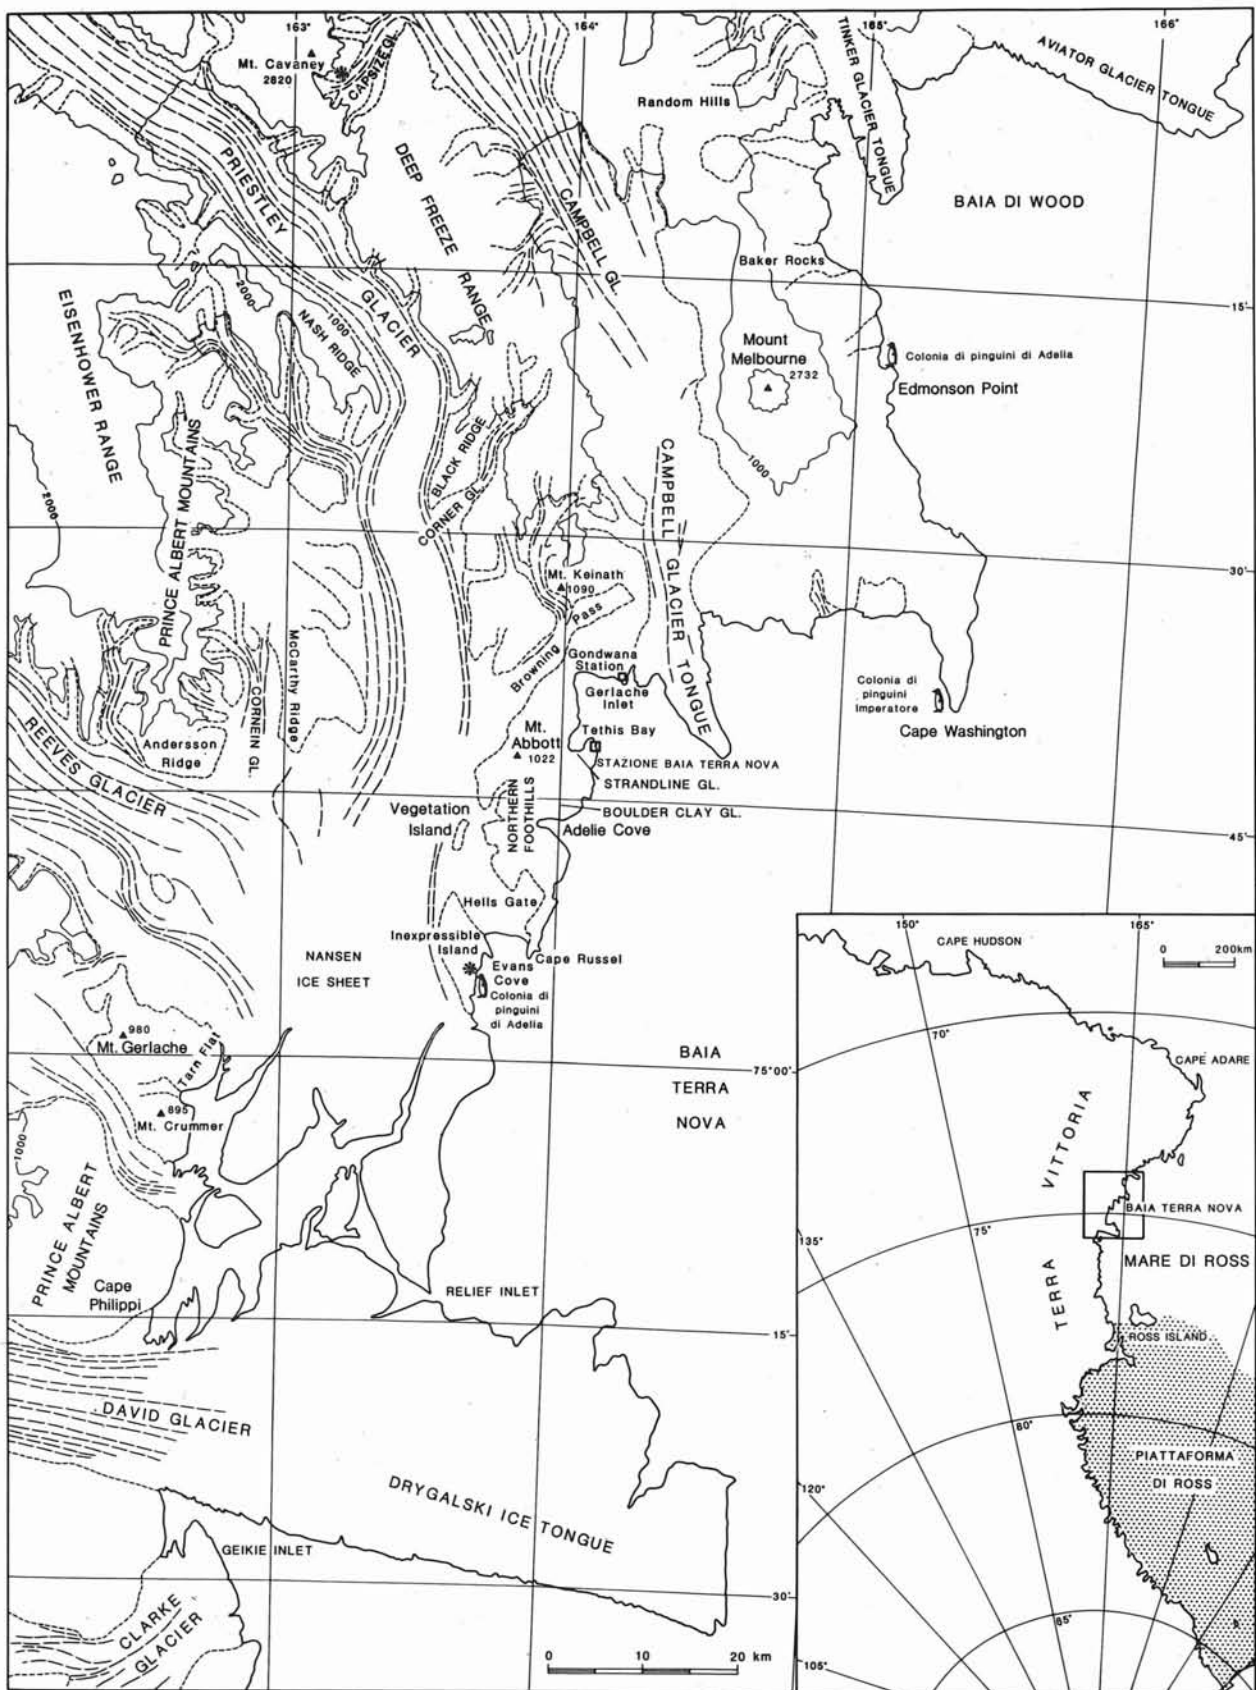 163°
164°
165°
166°
Mt. Cavaney
2820
CAPSIZE GL.
Random Hills
TINKER GLACIER TONGUE
AVIATOR GLACIER TONGUE
PRIESTLEY
GLACIER
DEEP FREEZE
RANGE
CAMPBELL GL.
BAIA DI WOOD
Baker Rocks
15'
EISENHOWER RANGE
2000
1000
NASH RIDGE
Mount
Melbourne
2732
Colonia di pinguini di Adelia
Edmonson Point
2000
PRINCE ALBERT MOUNTAINS
BLACK RIDGE
CORNER GL.
CAMPBELL
GLACIER
TONGUE
1000
30'
Mt. Keinath
1090
Browning
Pass
Gondwana
Station
Gerlache
Inlet
Colonia di
pinguini
Imperatore
Cape Washington
CORNEIN GL.
McCarthy Ridge
REEVES GLACIER
Andersson
Ridge
Mt.
Abbott
1022
Tethis Bay
STAZIONE BAIA TERRA NOVA
STRANDLINE GL.
BOULDER CLAY GL.
Vegetation
Island
NORTHERN
FOOTHILLS
Adelie Cove
45'
Hells Gate
Inexpressible
Island
NANSEN
ICE SHEET
Evans
Cove
Cape Russel
Colonia di
pinguini
di Adelia
980
Mt. Gerlache
Tarn Flat
BAIA
TERRA
NOVA
75°00'
895
Mt. Crummer
1000
PRINCE ALBERT
MOUNTAINS
Cape
Philippi
RELIEF INLET
15'
DAVID GLACIER
DRYGALSKI ICE TONGUE
GEIKIE INLET
30'
CLARKE
GLACIER
0 10 20 km
150°
165°
CAPE HUDSON
0 200km
70°
CAPE ADARE
VITTORIA
TERRA
BAIA TERRA NOVA
75°
135°
MARE DI ROSS
ROSS ISLAND
80°
PIATTAFORMA
DI ROSS
120°
85°
105°